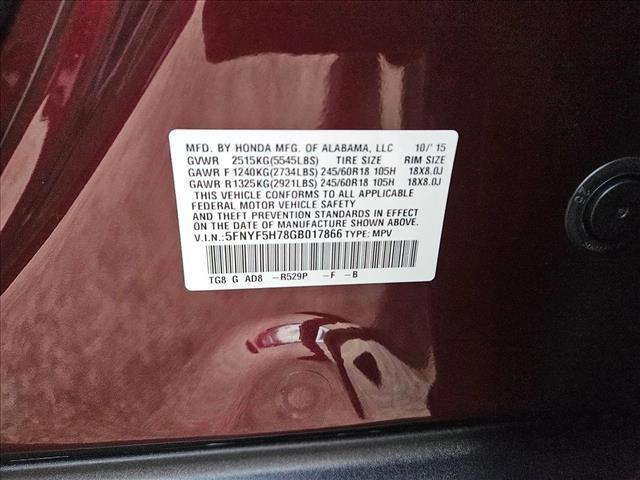 MFD. BY HONDA MFG. OF ALABAMA, LLC 10/'15
GVWR 2515KG(5545LBS) TIRE SIZE RIM SIZE
GAWR F 1240KG(2734LBS) 245/60R18 105H 18X8.0J
GAWR R1325KG(2921LBS) 245/60R18 105H 18X8.0J
THIS VEHICLE CONFORMS TO ALL APPLICABLE
FEDERAL MOTOR VEHICLE SAFETY
AND THEFT PREVENTION STANDARDS IN EFFECT ON
THE DATE OF MANUFACTURE SHOWN ABOVE.
V.I.N.:5FNYF5H78GB017866 TYPE: MPV
TG8 G AD8 -R529P -F -B